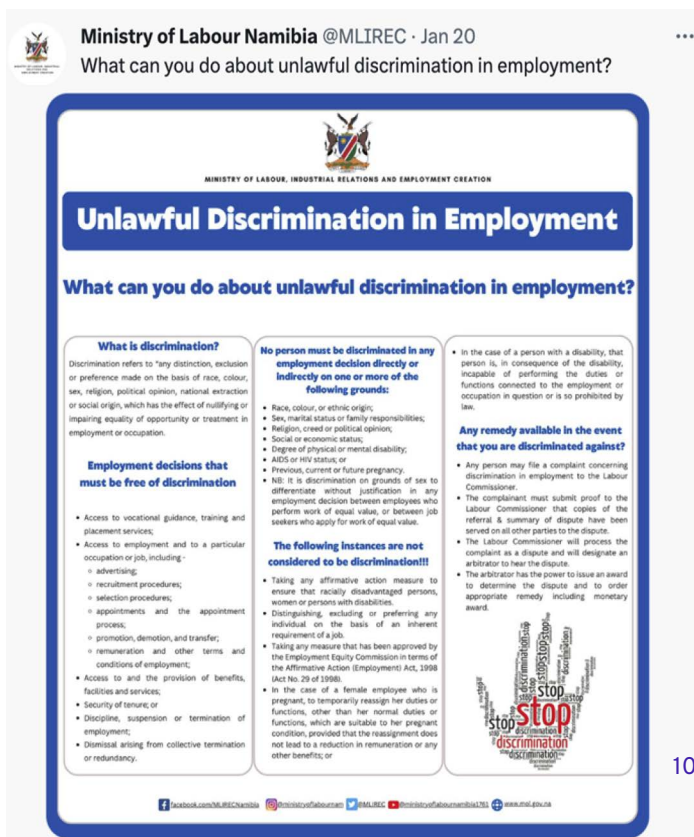 Ministry of Labour Namibia @MLIREC · Jan 20
What can you do about unlawful discrimination in employment?
MINISTRY OF LABOUR, INDUSTRIAL RELATIONS AND EMPLOYMENT CREATION
Unlawful Discrimination in Employment
What can you do about unlawful discrimination in employment?
What is discrimination?
Discrimination refers to "any distinction, exclusion
or preference made on the basis of race, colour,
sex, religion, political opinion, national extraction
or social origin, which has the effect of nullifying or
impairing equality of opportunity or treatment in
employment or occupation.
Employment decisions that
must be free of discrimination
• Access to vocational guidance, training and
placement services;
• Access to employment and to a particular
occupation or job, including -
○ advertising;
○ recruitment procedures;
○ selection procedures;
○ appointments and the appointment
process;
○ promotion, demotion, and transfer;
○ remuneration and other terms and
conditions of employment;
• Access to and the provision of benefits,
facilities and services;
• Security of tenure; or
• Discipline, suspension or termination of
employment;
• Dismissal arising from collective termination
or redundancy.
No person must be discriminated in any
employment decision directly or
indirectly on one or more of the
following grounds:
• Race, colour, or ethnic origin;
• Sex, marital status or family responsibilities;
• Religion, creed or political opinion;
• Social or economic status;
• Degree of physical or mental disability;
• AIDS or HIV status; or
• Previous, current or future pregnancy.
• NB: It is discrimination on grounds of sex to
differentiate without justification in any
employment decision between employees who
perform work of equal value, or between job
seekers who apply for work of equal value.
The following instances are not
considered to be discrimination!!!
• Taking any affirmative action measure to
ensure that racially disadvantaged persons,
women or persons with disabilities.
• Distinguishing, excluding or preferring any
individual on the basis of an inherent
requirement of a job.
• Taking any measure that has been approved by
the Employment Equity Commission in terms of
the Affirmative Action (Employment) Act, 1998
(Act No. 29 of 1998).
• In the case of a female employee who is
pregnant, to temporarily reassign her duties or
functions, other than her normal duties or
functions, which are suitable to her pregnant
condition, provided that the reassignment does
not lead to a reduction in remuneration or any
other benefits; or
• In the case of a person with a disability, that
person is, in consequence of the disability,
incapable of performing the duties or
functions connected to the employment or
occupation in question or is so prohibited by
law.
Any remedy available in the event
that you are discriminated against?
• Any person may file a complaint concerning
discrimination in employment to the Labour
Commissioner.
• The complainant must submit proof to the
Labour Commissioner that copies of the
referral & summary of dispute have been
served on all other parties to the dispute.
• The Labour Commissioner will process the
complaint as a dispute and will designate an
arbitrator to hear the dispute.
• The arbitrator has the power to issue an award
to determine the dispute and to order
appropriate remedy including monetary
award.
stop
stop
stop
stop
discrimination
discrimination
10
facebook.com/MLIRECNamibia @ministryoflabournam @MLIREC @ministryoflabournamibia1761 www.mol.gov.na